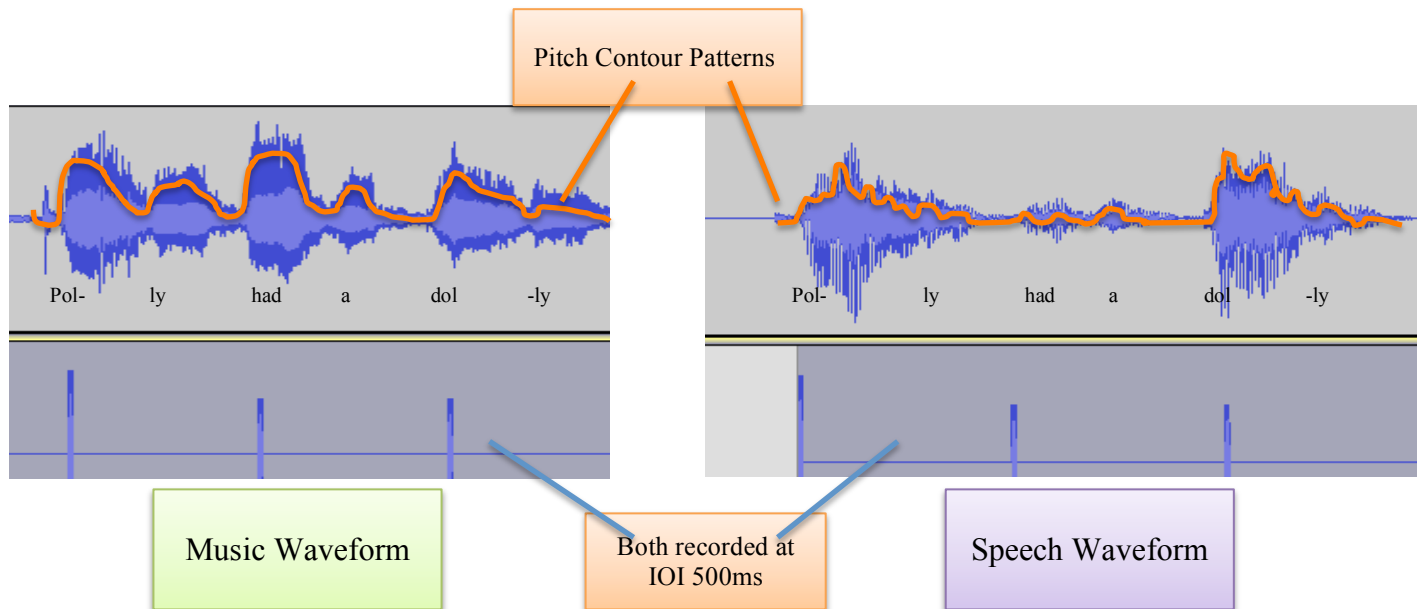 Pitch Contour Patterns
Pol- ly had a dol -ly
Pol- ly had a dol -ly
Music Waveform
Both recorded at
IOI 500ms
Speech Waveform